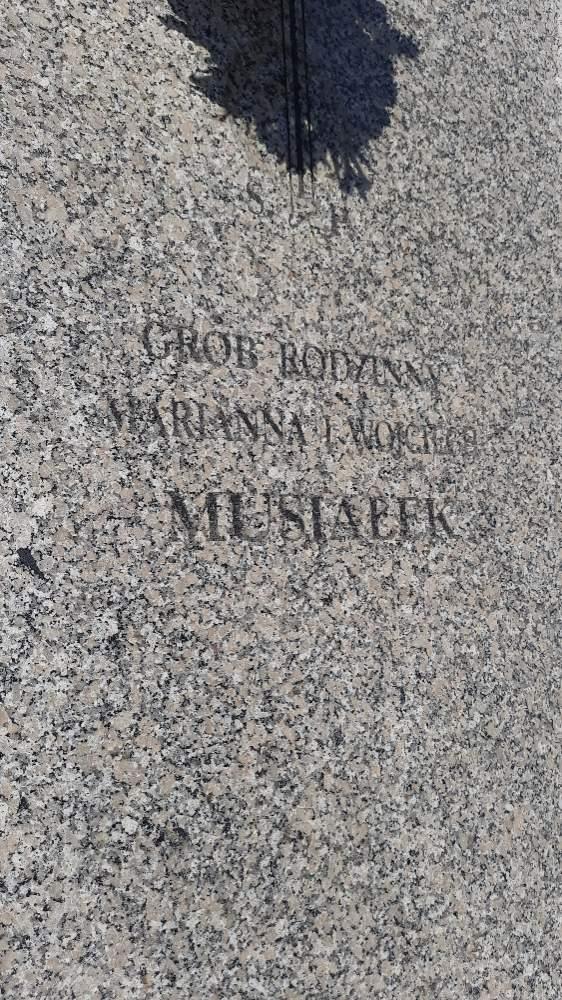 S P
GRÓB RODZINNY
MARIANNA I WOJCIECH
MUSIAŁEK